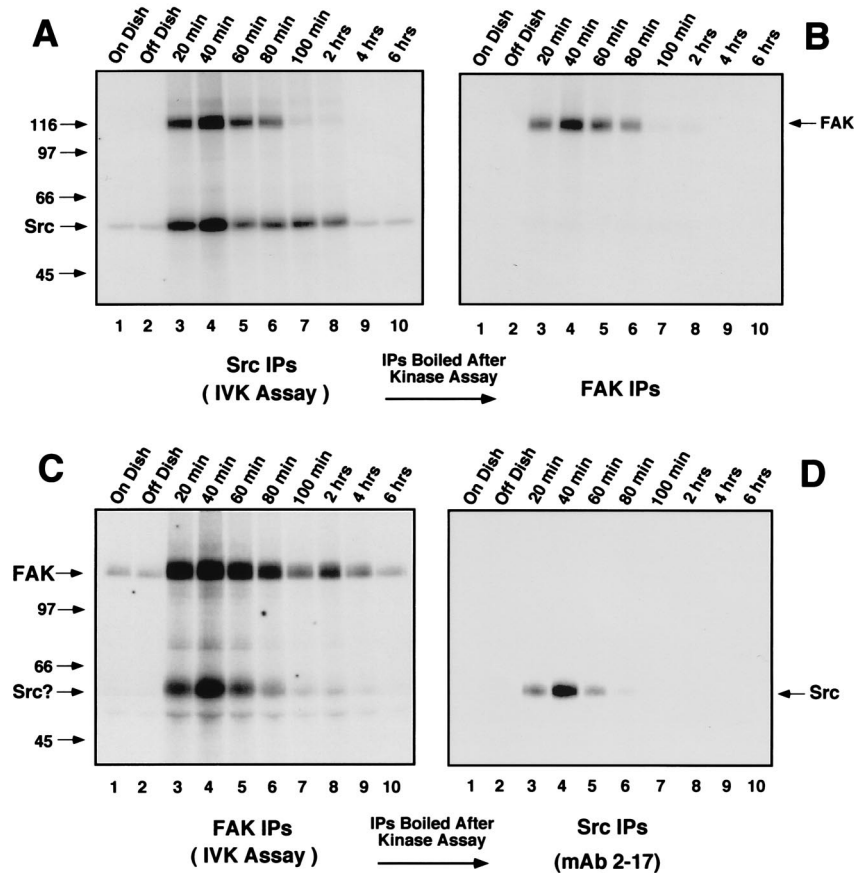 A
On Dish Off Dish 20 min 40 min 60 min 80 min 100 min 2 hrs 4 hrs 6 hrs
116
97
66
Src
45
1 2 3 4 5 6 7 8 9 10
Src IPs
( IVK Assay )
IPs Boiled After
Kinase Assay
B
On Dish Off Dish 20 min 40 min 60 min 80 min 100 min 2 hrs 4 hrs 6 hrs
FAK
1 2 3 4 5 6 7 8 9 10
FAK IPs
C
On Dish Off Dish 20 min 40 min 60 min 80 min 100 min 2 hrs 4 hrs 6 hrs
FAK
97
66
Src?
45
1 2 3 4 5 6 7 8 9 10
FAK IPs
( IVK Assay )
IPs Boiled After
Kinase Assay
D
On Dish Off Dish 20 min 40 min 60 min 80 min 100 min 2 hrs 4 hrs 6 hrs
Src
1 2 3 4 5 6 7 8 9 10
Src IPs
(mAb 2-17)